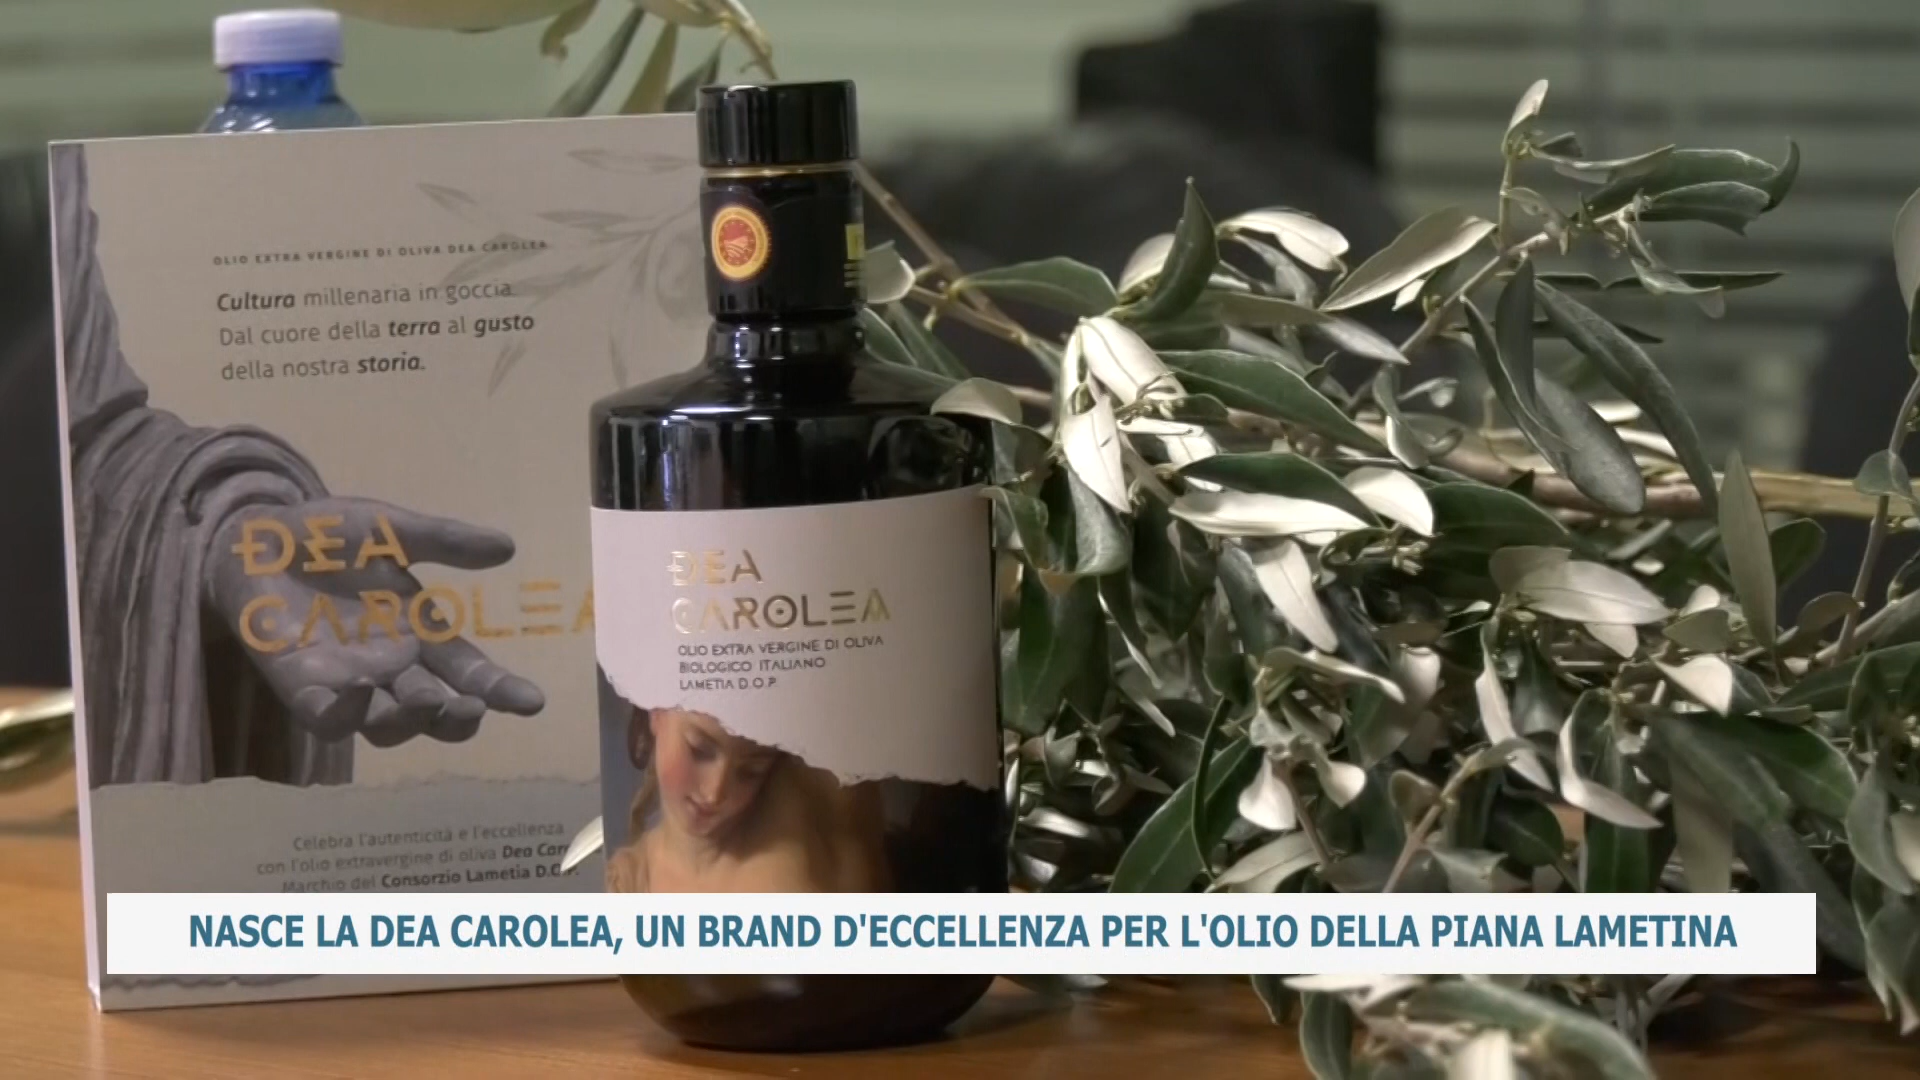 OLIO EXTRA VERGINE DI OLIVA DEA CAROLEA
Cultura millenaria in goccia.
Dal cuore della terra al gusto
della nostra storia.
DEA
CAROLEA
Celebra l'autenticità e l'eccellenza
con l'olio extravergine di oliva Dea
Marchio del Consorzio Lametia D.O.P.
DEA
CAROLEA
OLIO EXTRA VERGINE DI OLIVA
BIOLOGICO ITALIANO
LAMETIA D.O.P.
NASCE LA DEA CAROLEA, UN BRAND D'ECCELLENZA PER L'OLIO DELLA PIANA LAMETINA